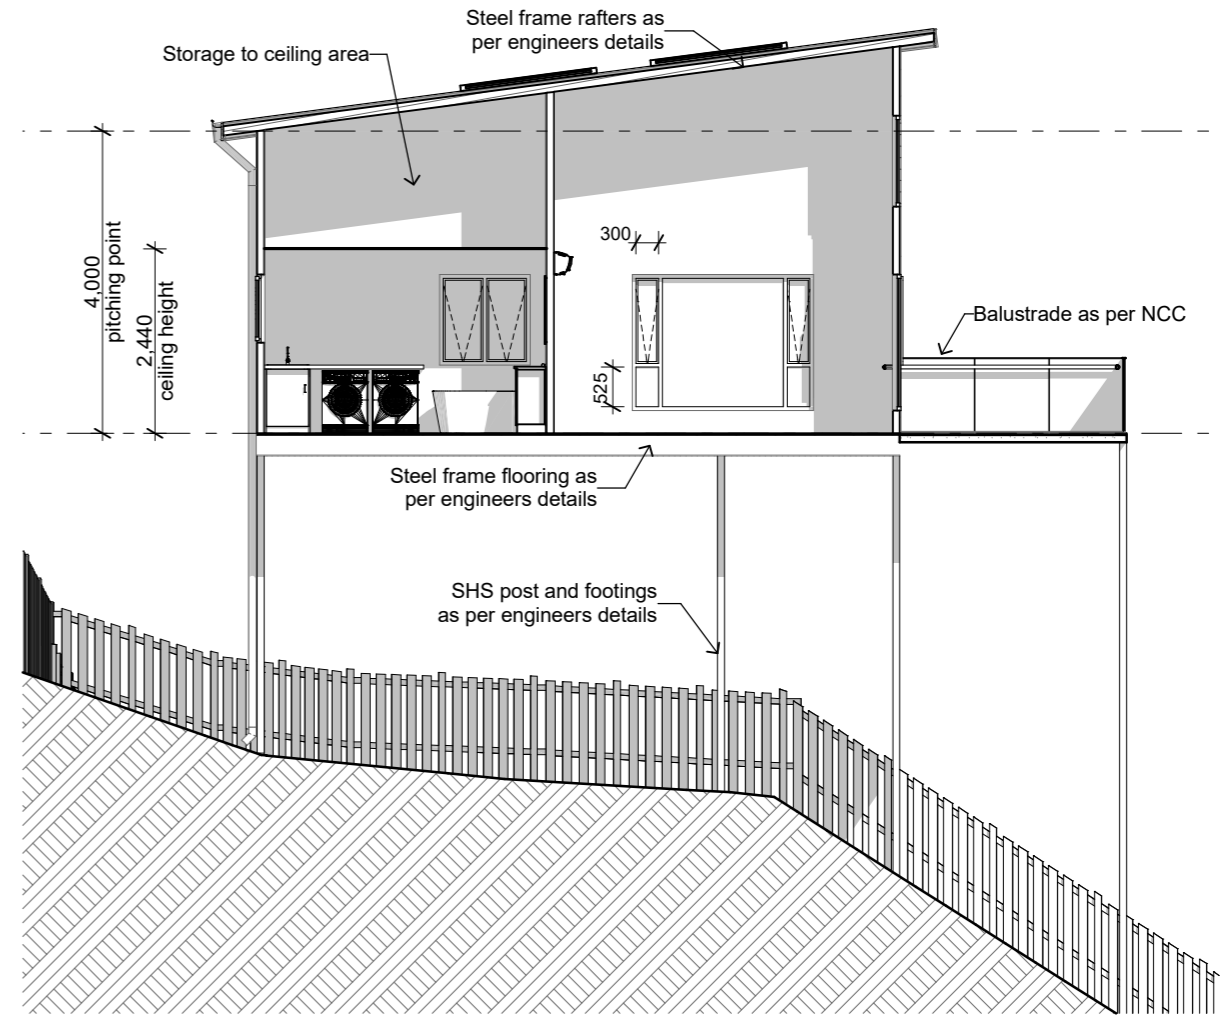 Steel frame rafters as
per engineers details
Storage to ceiling area
300
4,000
pitching point
2,440
ceiling height
Balustrade as per NCC
525
Steel frame flooring as
per engineers details
SHS post and footings
as per engineers details